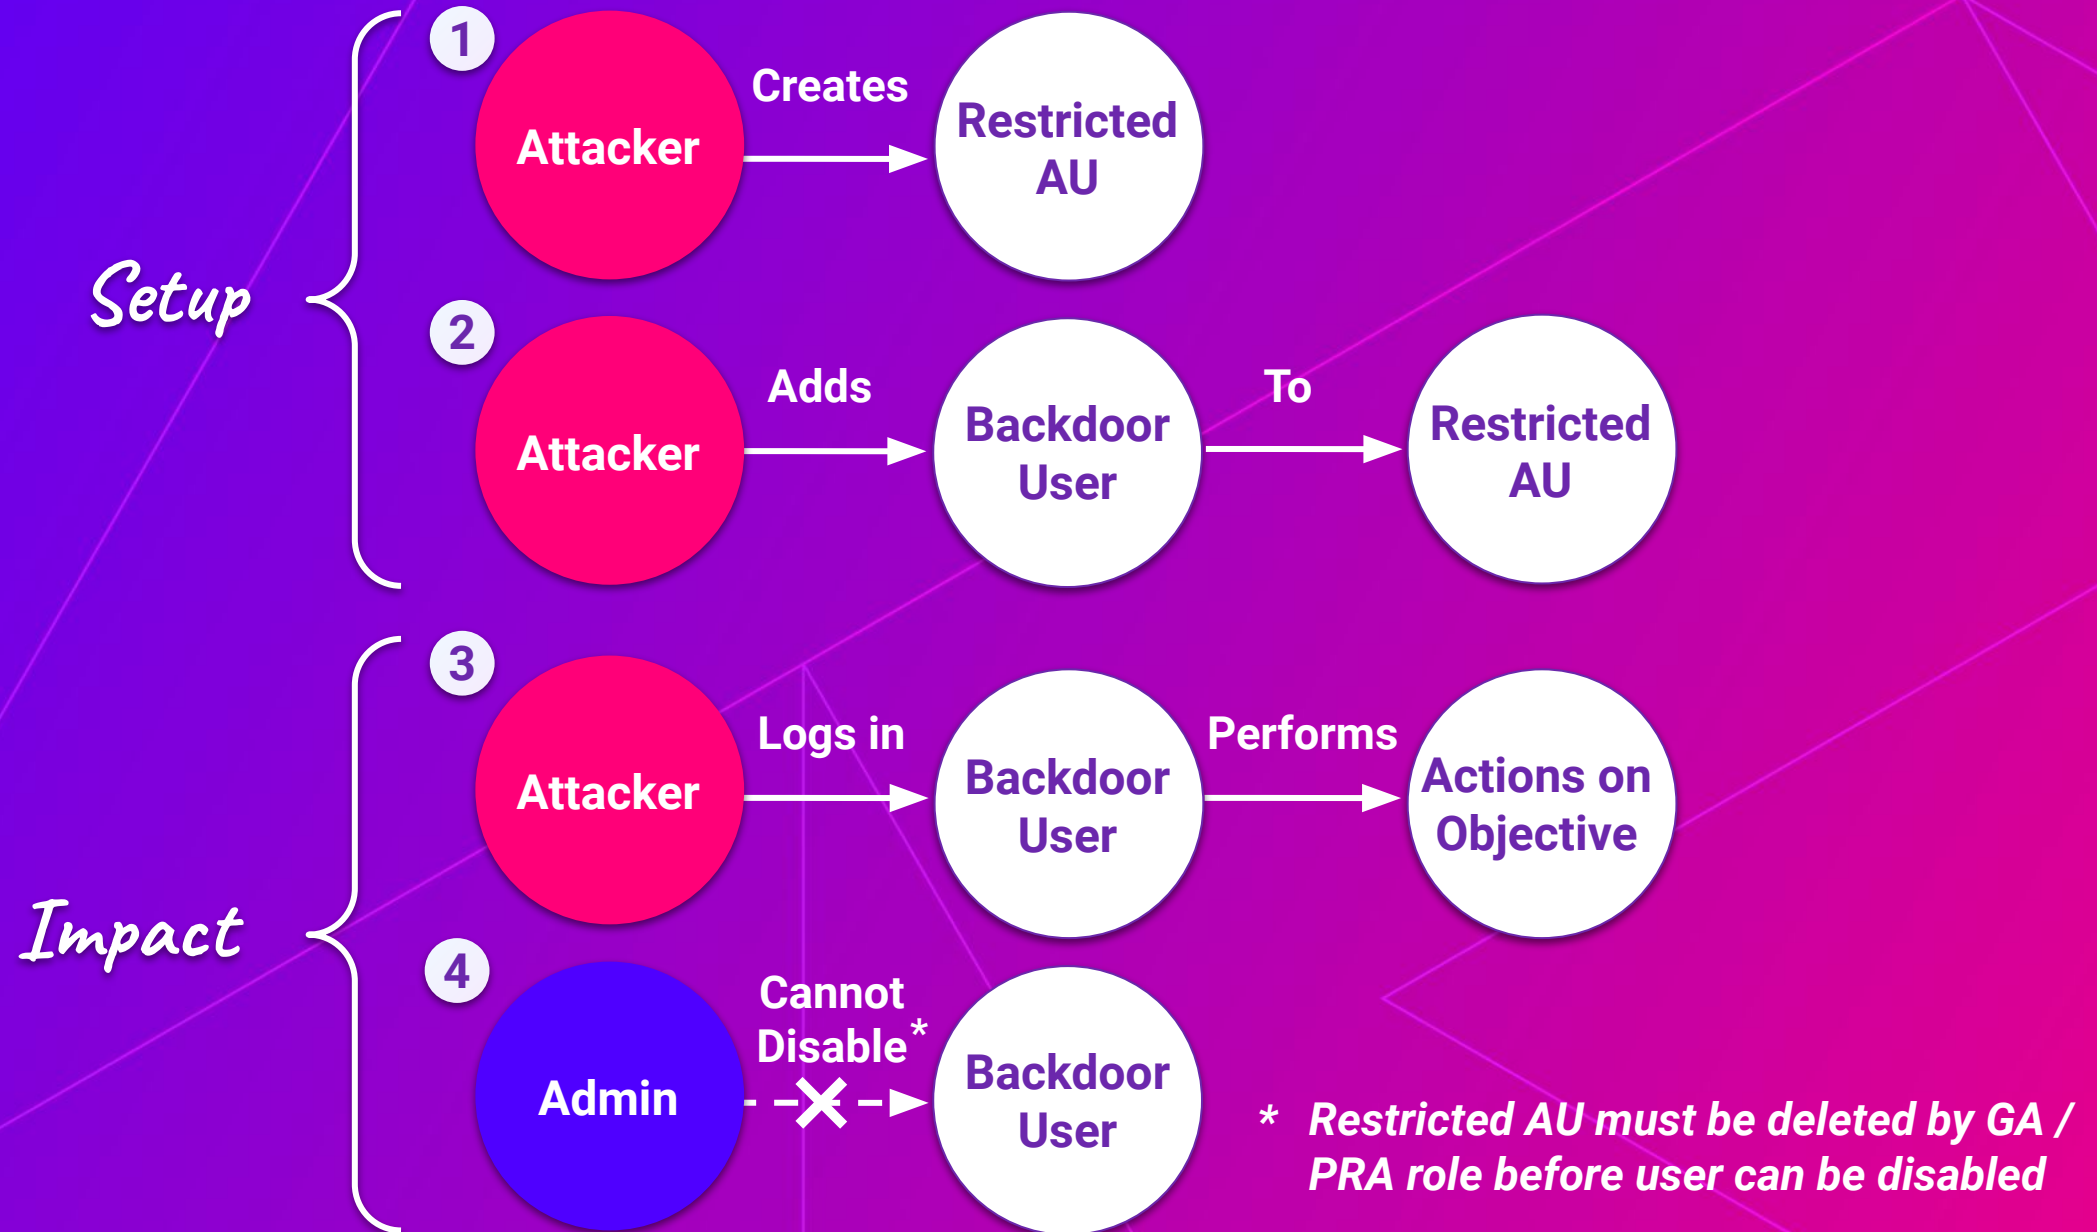 Setup
1
Attacker
Creates
Restricted
AU
2
Attacker
Adds
Backdoor
User
To
Restricted
AU
Impact
3
Attacker
Logs in
Backdoor
User
Performs
Actions on
Objective
4
Admin
Cannot
Disable*
Backdoor
User
* Restricted AU must be deleted by GA /
PRA role before user can be disabled